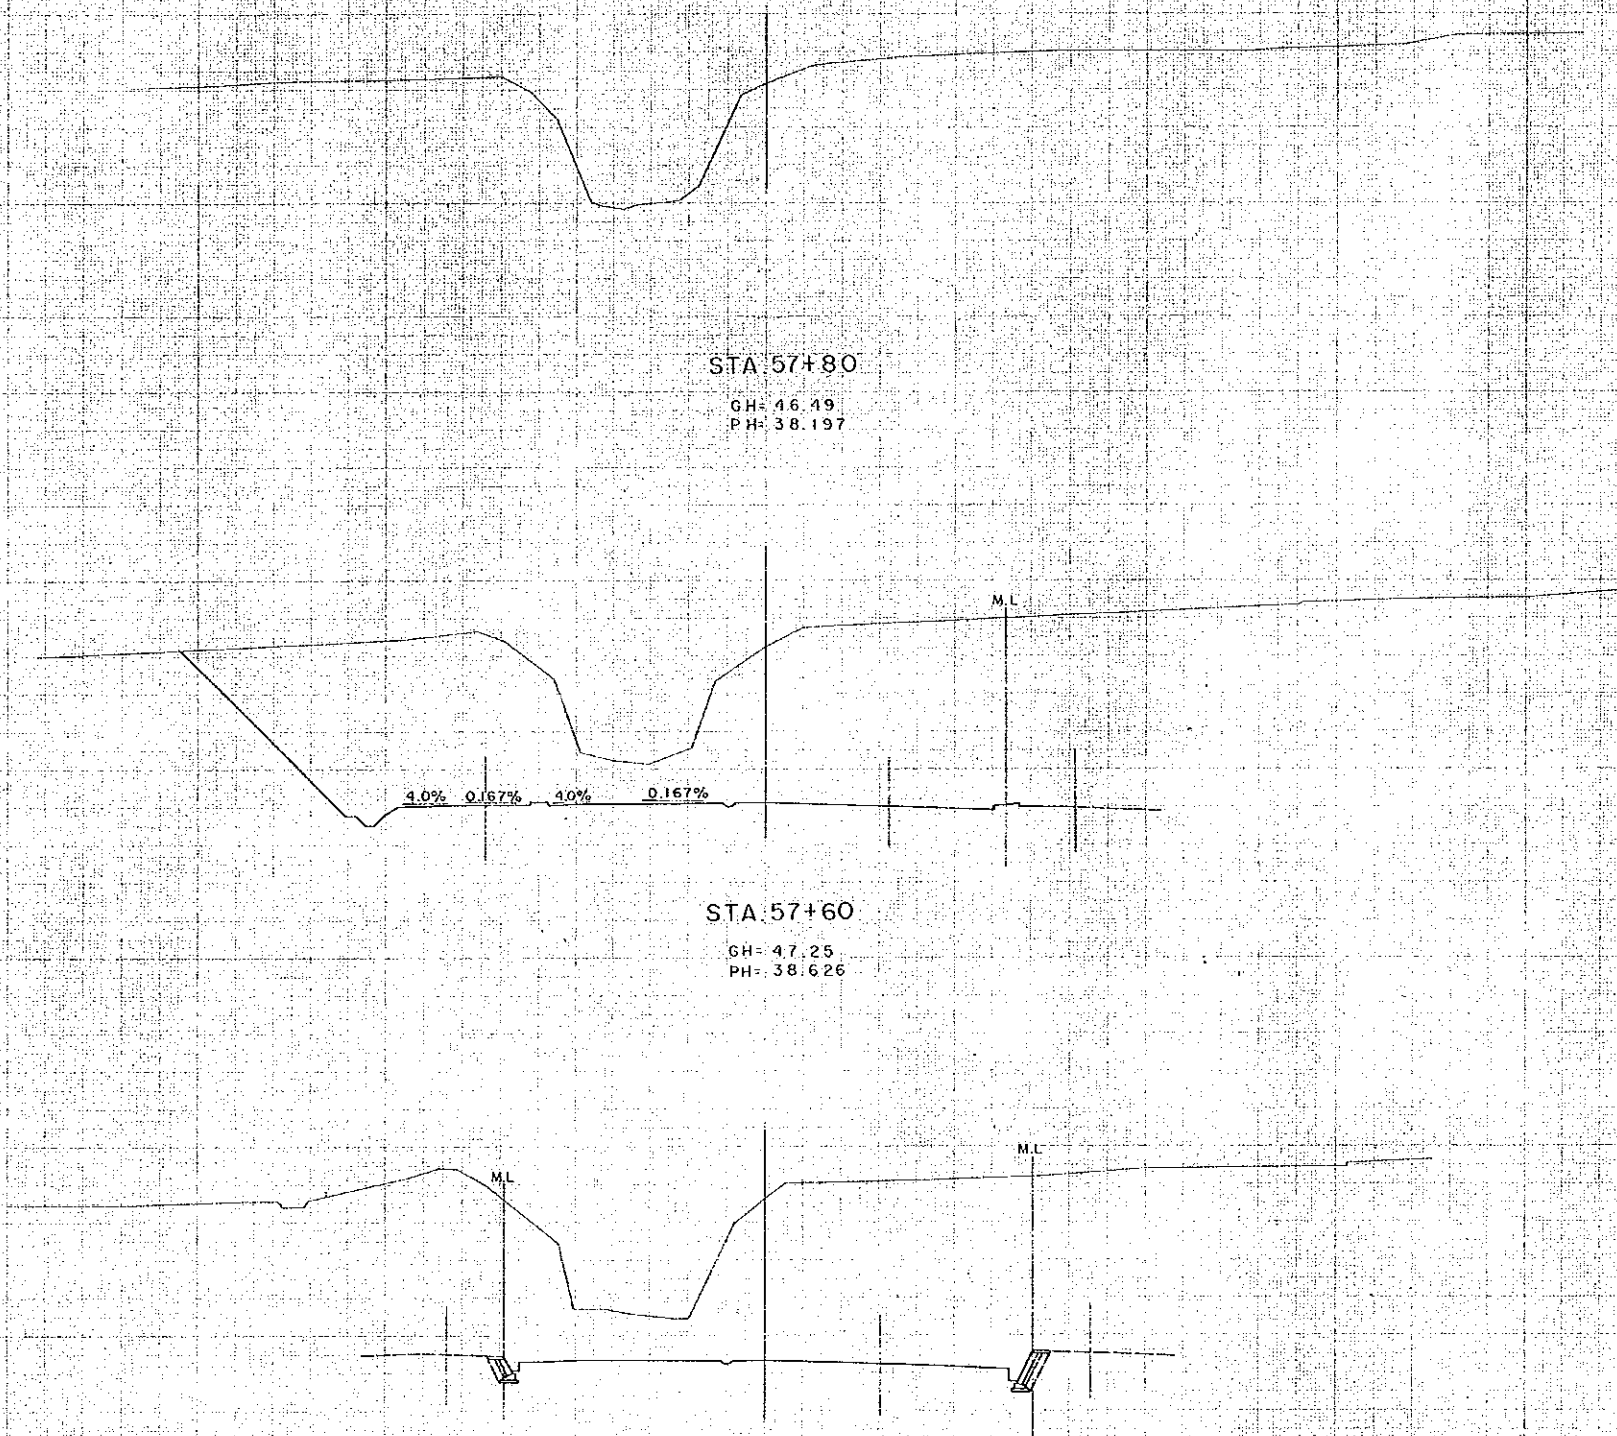 STA.57+80
GH= 46.49
PH= 38.197
M.L
4.0% 0.167% 4.0% 0.167%
STA.57+60
GH= 47.25
PH= 38.626
M.L
M.L